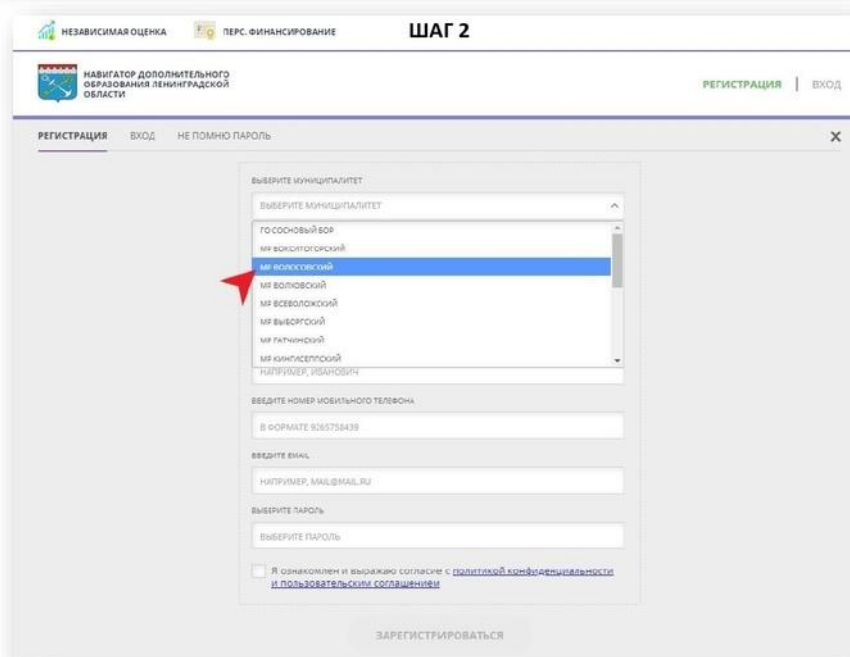 НЕЗАВИСИМАЯ ОЦЕНКА
ПЕРС. ФИНАНСИРОВАНИЕ
ШАГ 2
НАВИГАТОР ДОПОЛНИТЕЛЬНОГО
ОБРАЗОВАНИЯ ЛЕНИНГРАДСКОЙ
ОБЛАСТИ
РЕГИСТРАЦИЯ | ВХОД
РЕГИСТРАЦИЯ ВХОД НЕ ПОМНЮ ПАРОЛЬ
ВЫБЕРИТЕ МУНИЦИПАЛИТЕТ
ВЫБЕРИТЕ МУНИЦИПАЛИТЕТ
ГО СОСНОВЫЙ БОР
МР БОКСИТОГОРСКИЙ
МР ВОЛОСОВСКИЙ
МР ВОЛХОВСКИЙ
МР ВСЕВОЛОЖСКИЙ
МР ВЫБОРГСКИЙ
МР ГАТЧИНСКИЙ
МР КИНГИСЕППСКИЙ
НАПРИМЕР, ИВАНОВИЧ
ВВЕДИТЕ НОМЕР МОБИЛЬНОГО ТЕЛЕФОНА
В ФОРМАТЕ 9265758439
ВВЕДИТЕ EMAIL
НАПРИМЕР, MAIL@MAIL.RU
ВЫБЕРИТЕ ПАРОЛЬ
ВЫБЕРИТЕ ПАРОЛЬ
Я ознакомлен и выражаю согласие с политикой конфиденциальности
и пользовательским соглашением
ЗАРЕГИСТРИРОВАТЬСЯ